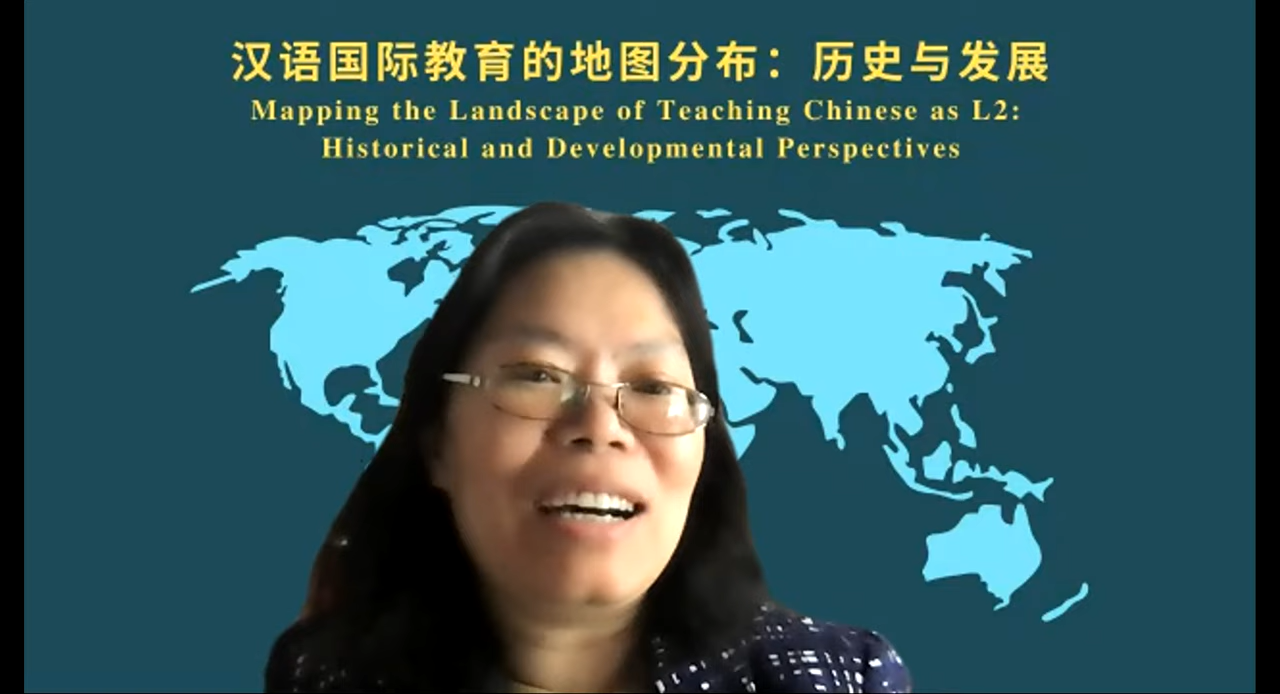 汉语国际教育的地图分布：历史与发展
Mapping the Landscape of Teaching Chinese as L2:
Historical and Developmental Perspectives